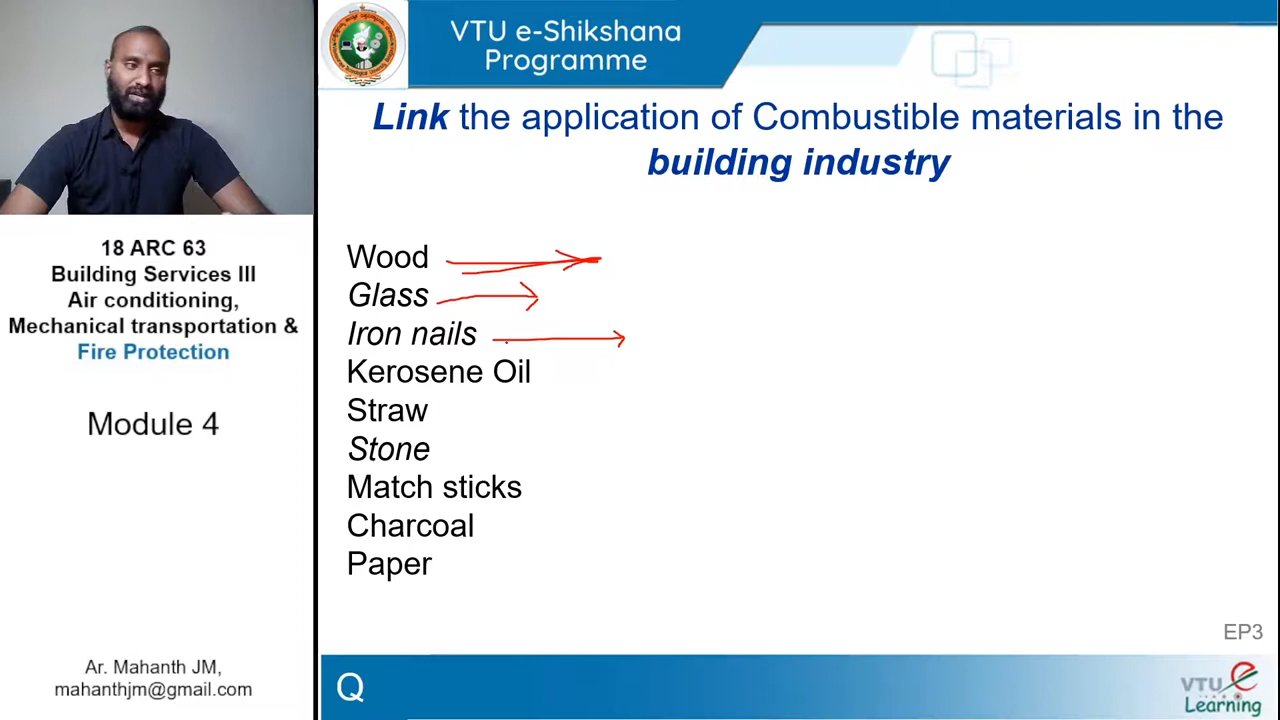 VTU e-Shikshana
Programme
Link the application of Combustible materials in the
building industry
18 ARC 63
Building Services III
Air conditioning,
Mechanical transportation &
Fire Protection
Module 4
Ar. Mahanth JM,
mahanthjm@gmail.com
Wood
Glass
Iron nails
Kerosene Oil
Straw
Stone
Match sticks
Charcoal
Paper
EP3
Q
VTU e
Learning